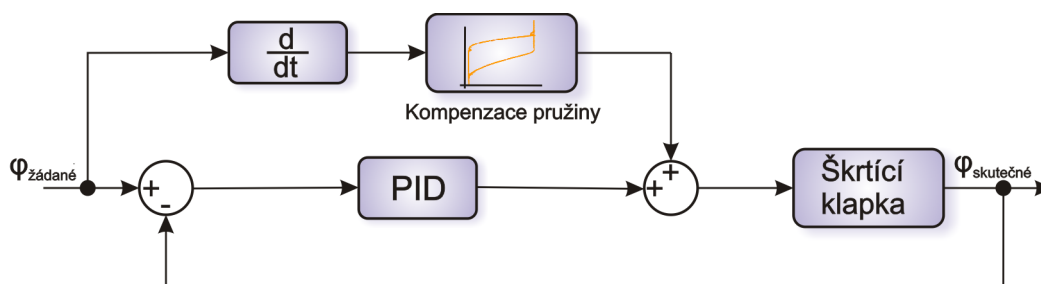 d
dt
Kompenzace pružiny
φžádané
+
-
PID
+
+
Škrtící
klapka
φskutečné